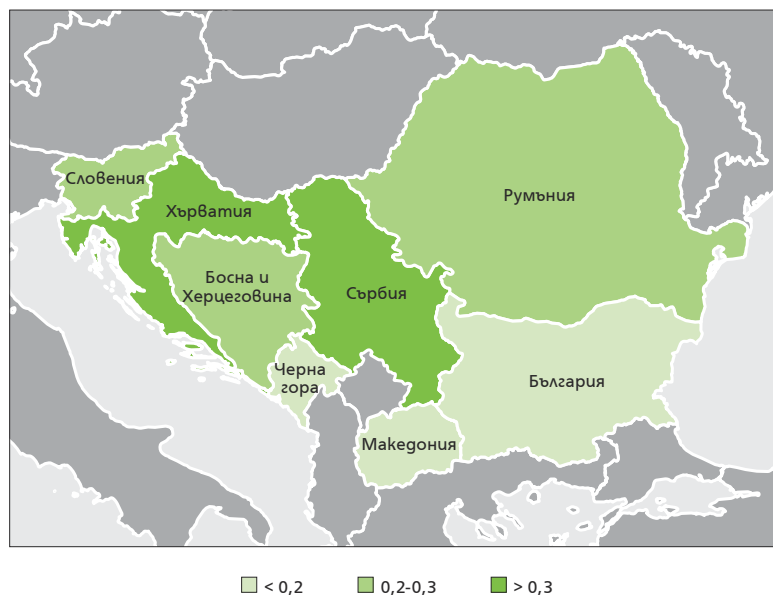 Словения
Хърватия
Румъния
Босна и
Херцеговина
Сърбия
Черна
гора
България
Македония
< 0,2
0,2-0,3
> 0,3